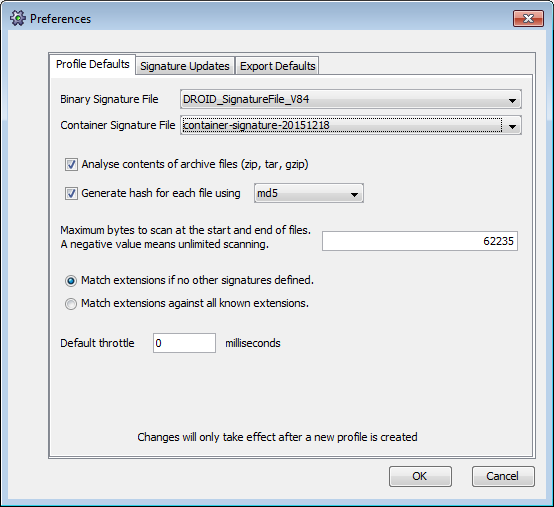 Preferences
Profile Defaults Signature Updates Export Defaults
Binary Signature File DROID_SignatureFile_V84
Container Signature File container-signature-20151218
Analyse contents of archive files (zip, tar, gzip)
Generate hash for each file using md5
Maximum bytes to scan at the start and end of files.
A negative value means unlimited scanning. 62235
Match extensions if no other signatures defined.
Match extensions against all known extensions.
Default throttle 0 milliseconds
Changes will only take effect after a new profile is created
OK Cancel